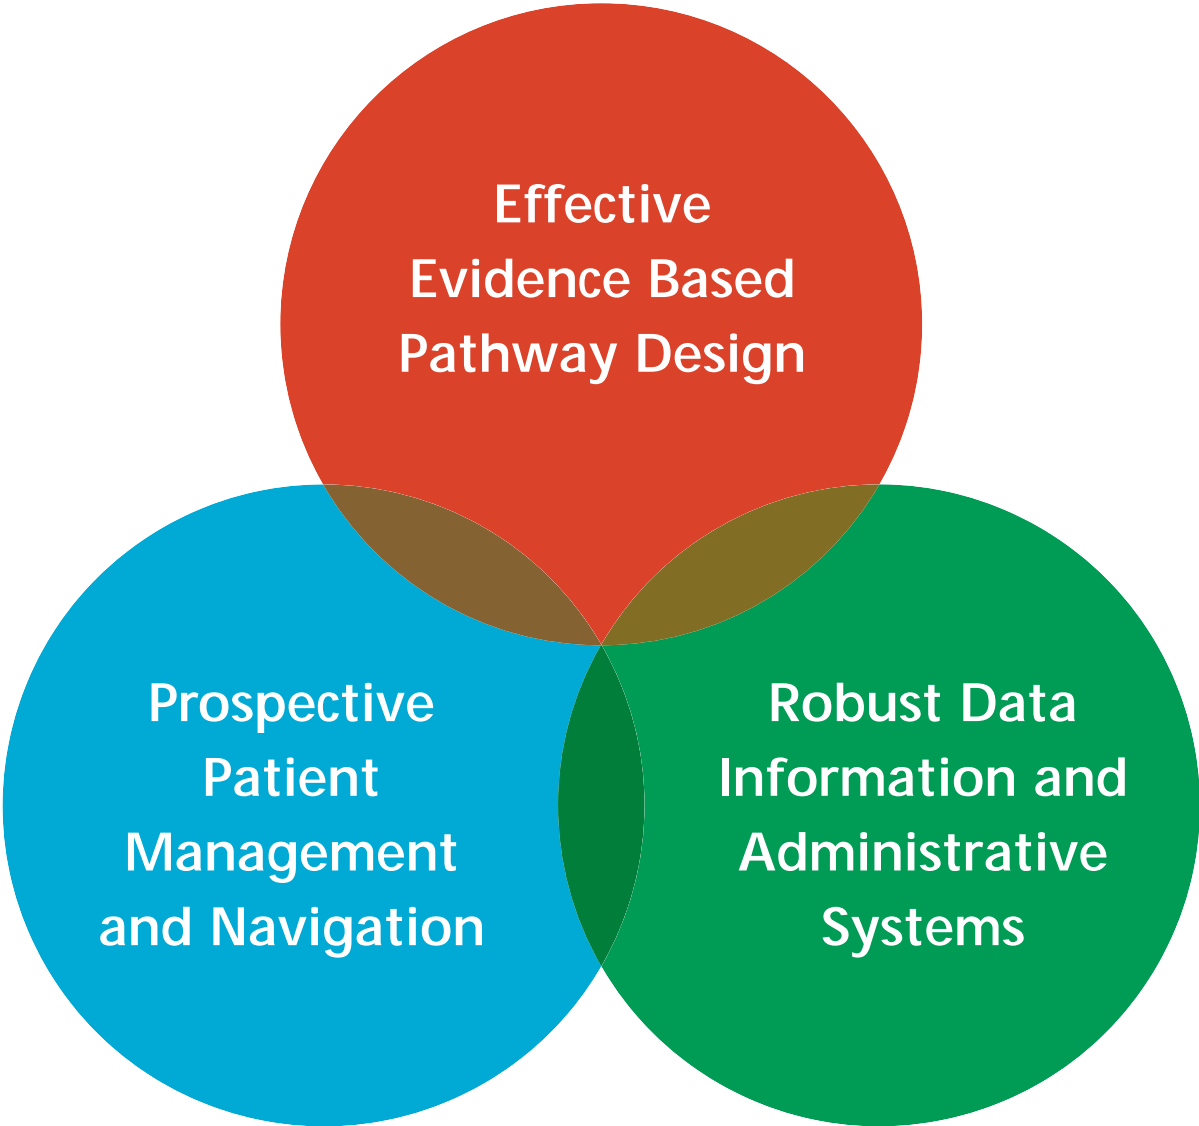 Effective
Evidence Based
Pathway Design
Prospective
Patient
Management
and Navigation
Robust Data
Information and
Administrative
Systems